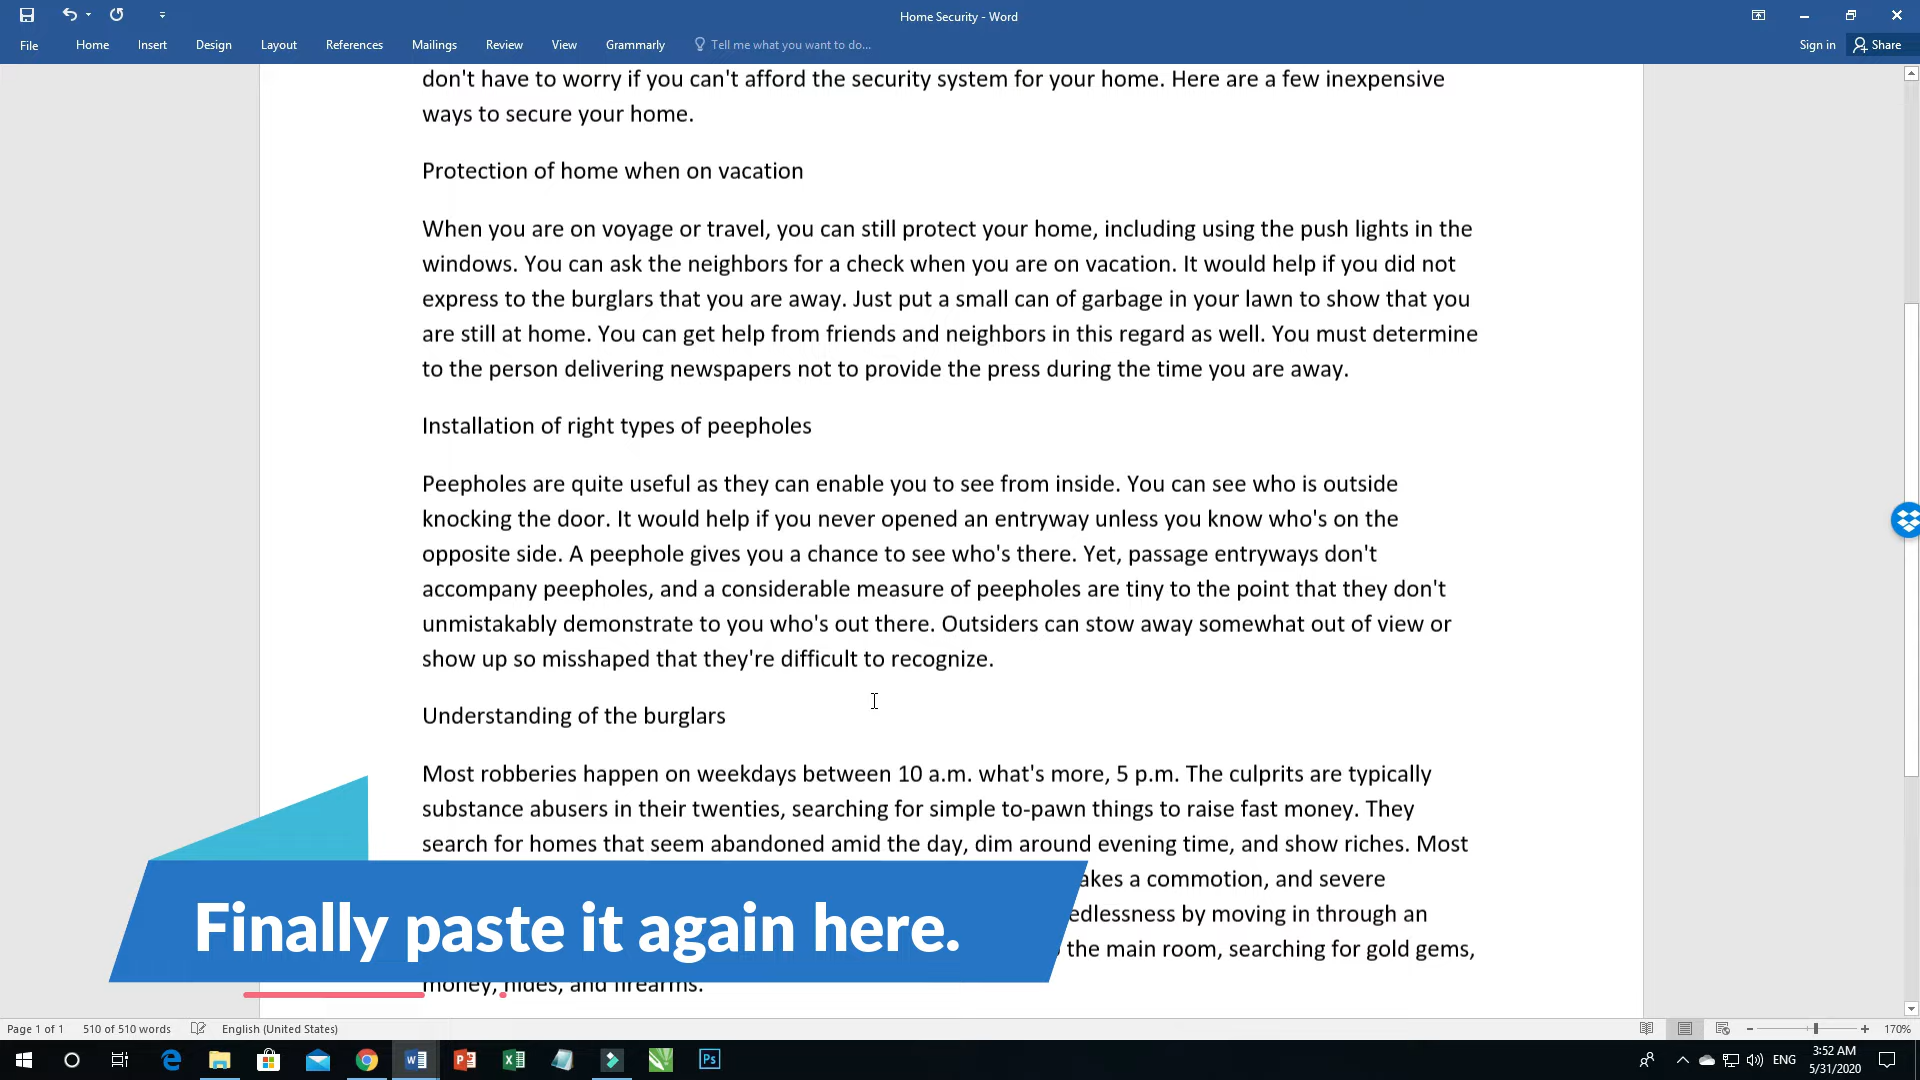 Home Security - Word
File Home Insert Design Layout References Mailings Review View Grammarly Tell me what you want to do... Sign in Share
don't have to worry if you can't afford the security system for your home. Here are a few inexpensive
ways to secure your home.
Protection of home when on vacation
When you are on voyage or travel, you can still protect your home, including using the push lights in the
windows. You can ask the neighbors for a check when you are on vacation. It would help if you did not
express to the burglars that you are away. Just put a small can of garbage in your lawn to show that you
are still at home. You can get help from friends and neighbors in this regard as well. You must determine
to the person delivering newspapers not to provide the press during the time you are away.
Installation of right types of peepholes
Peepholes are quite useful as they can enable you to see from inside. You can see who is outside
knocking the door. It would help if you never opened an entryway unless you know who's on the
opposite side. A peephole gives you a chance to see who's there. Yet, passage entryways don't
accompany peepholes, and a considerable measure of peepholes are tiny to the point that they don't
unmistakably demonstrate to you who's out there. Outsiders can stow away somewhat out of view or
show up so misshaped that they're difficult to recognize.
Understanding of the burglars
Most robberies happen on weekdays between 10 a.m. what's more, 5 p.m. The culprits are typically
substance abusers in their twenties, searching for simple to-pawn things to raise fast money. They
search for homes that seem abandoned amid the day, dim around evening time, and show riches. Most
akes a commotion, and severe
edlessness by moving in through an
the main room, searching for gold gems,
money, hides, and firearms.
Finally paste it again here.
Page 1 of 1 510 of 510 words English (United States) 170%
ENG 3:52 AM
5/31/2020